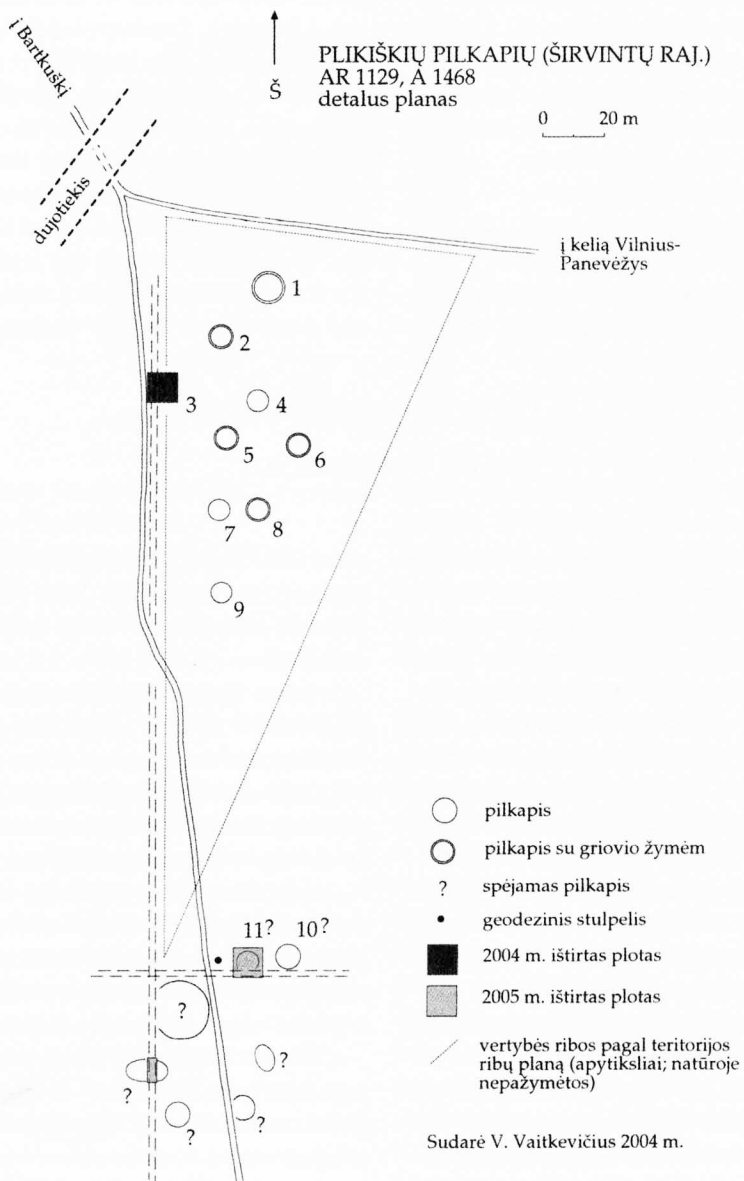 į Bartkuškį
Š
PLIKIŠKIŲ PILKAPIŲ (ŠIRVINTŲ RAJ.)
AR 1129, A 1468
detalus planas
0 20 m
dujotiekis
į kelią Vilnius-
Panevėžys
1
2
3
4
5
6
7
8
9
11?
10?
?
?
?
?
?
pilkapis
pilkapis su griovio žymėm
? spėjamas pilkapis
geodezinis stulpelis
2004 m. ištirtas plotas
2005 m. ištirtas plotas
vertybės ribos pagal teritorijos
ribų planą (apytiksliai; natūroje
nepažymėtos)
Sudarė V. Vaitkevičius 2004 m.